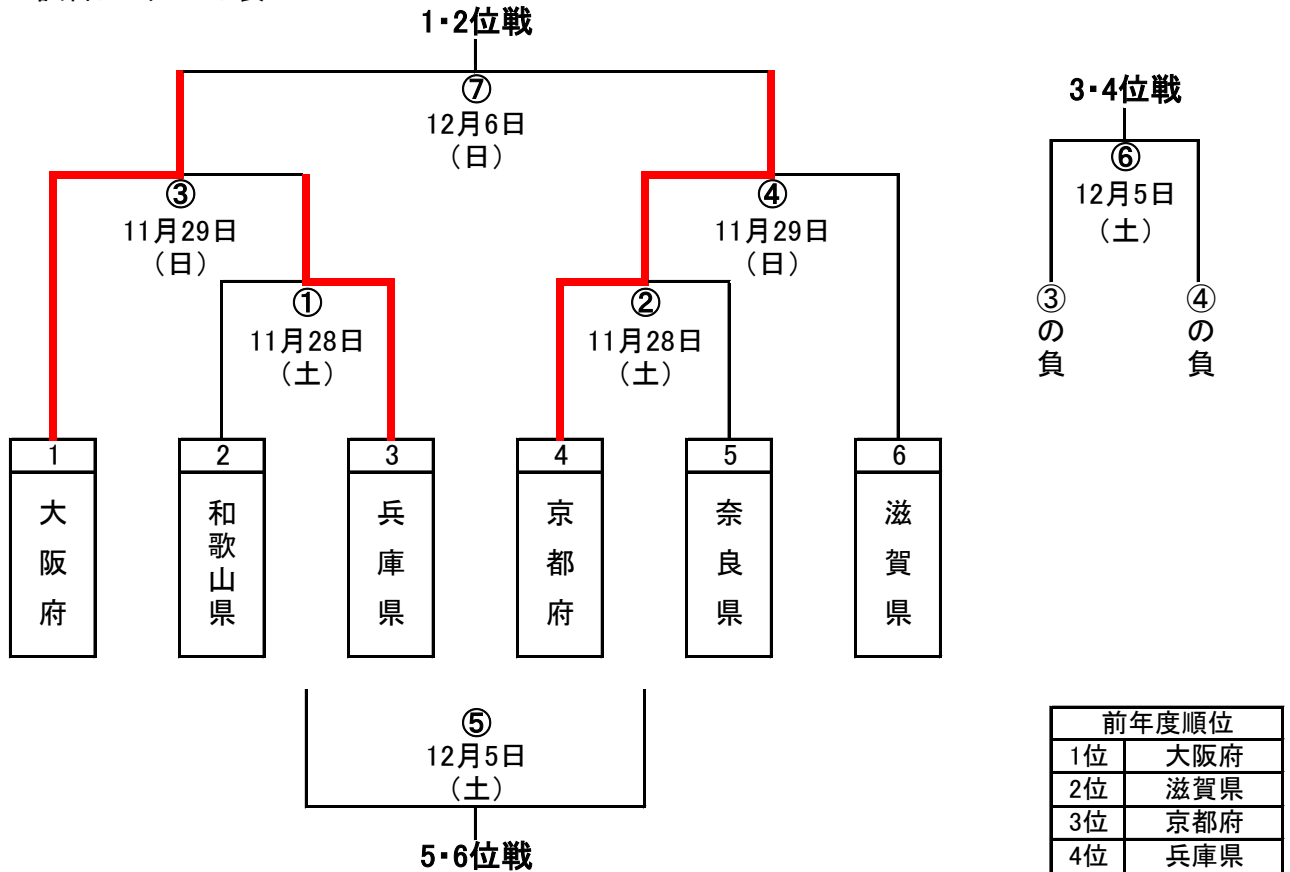 1・2位戦
⑦
12月6日
（日）
3・4位戦
⑥
12月5日
（土）
③の負
④の負
③
11月29日
（日）
④
11月29日
（日）
①
11月28日
（土）
②
11月28日
（土）
1 2 3 4 5 6
大阪府
和歌山県
兵庫県
京都府
奈良県
滋賀県
⑤
12月5日
（土）
5・6位戦
前年度順位
1位 大阪府
2位 滋賀県
3位 京都府
4位 兵庫県